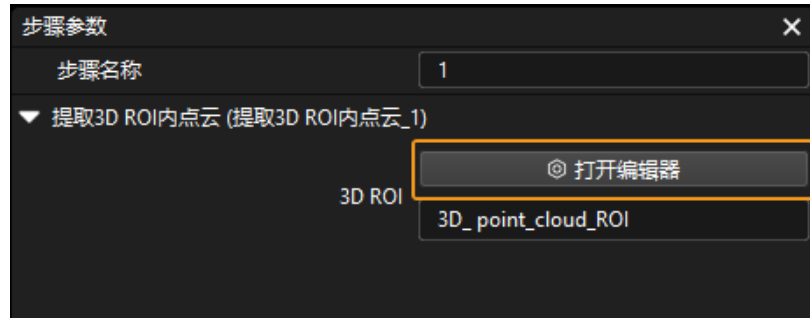 步骤参数
步骤名称 1
提取3D ROI内点云 (提取3D ROI内点云_1)
打开编辑器
3D ROI
3D_ point_cloud_ROI